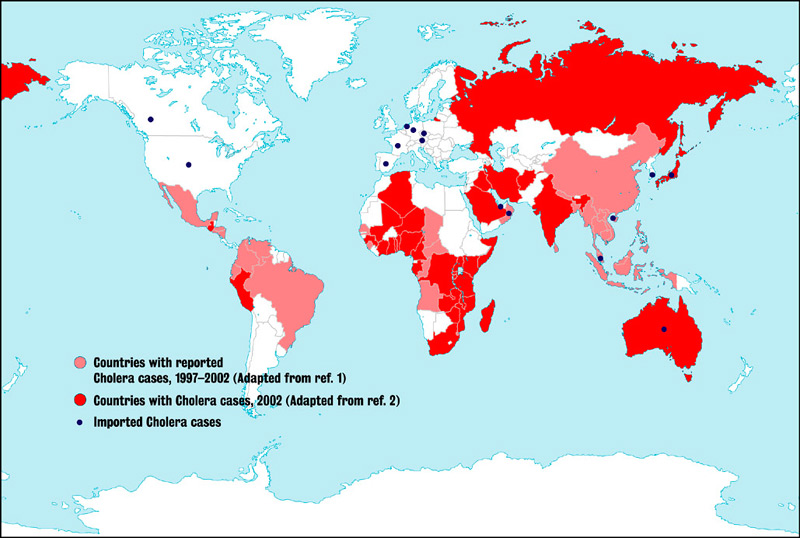 Countries with reported
Cholera cases, 1997–2002 (Adapted from ref. 1)
Countries with Cholera cases, 2002 (Adapted from ref. 2)
Imported Cholera cases